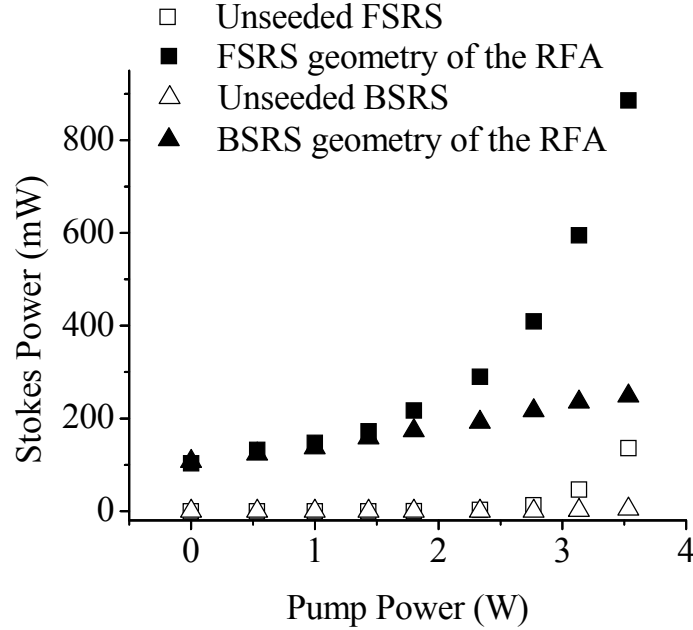 Unseeded FSRS
FSRS geometry of the RFA
Unseeded BSRS
BSRS geometry of the RFA
Stokes Power (mW)
800
600
400
200
0
0 1 2 3 4
Pump Power (W)